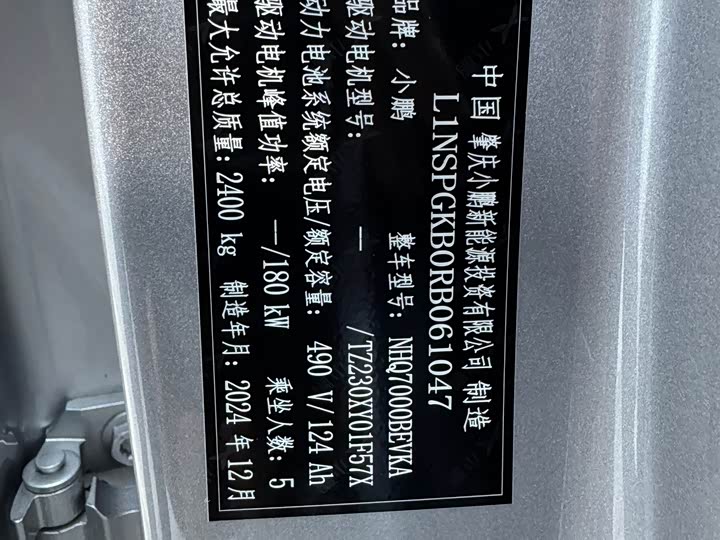 中国 肇庆小鹏新能源投资有限公司 制造
L1NSPGKB0RB061047
品牌: 小鹏 整车型号: NHQ7000BEVKA
驱动电机型号: — /TZ230XY01F57X
动力电池系统额定电压/额定容量: 490 V/124 Ah
驱动电机峰值功率: —/180 kW 乘坐人数: 5
最大允许总质量: 2400 kg 制造年月: 2024 年 12 月